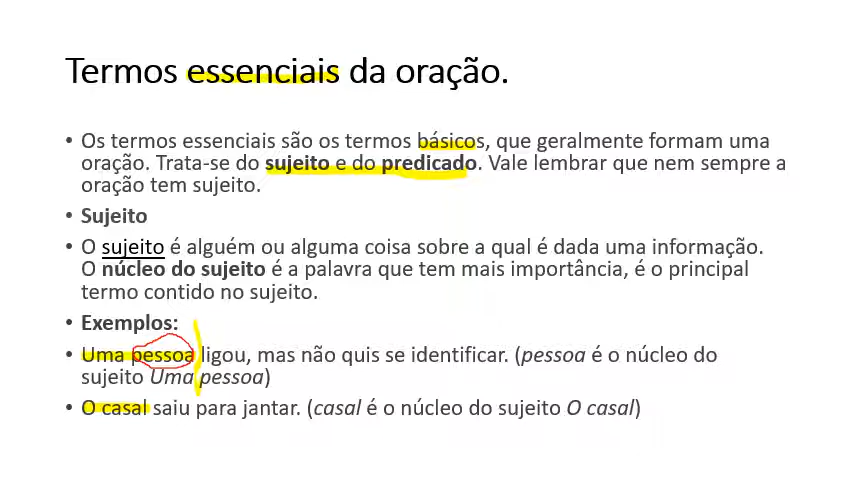 Termos essenciais da oração.
• Os termos essenciais são os termos básicos, que geralmente formam uma
oração. Trata-se do sujeito e do predicado. Vale lembrar que nem sempre a
oração tem sujeito.
• Sujeito
• O sujeito é alguém ou alguma coisa sobre a qual é dada uma informação.
O núcleo do sujeito é a palavra que tem mais importância, é o principal
termo contido no sujeito.
• Exemplos:
• Uma pessoa ligou, mas não quis se identificar. (pessoa é o núcleo do
sujeito Uma pessoa)
• O casal saiu para jantar. (casal é o núcleo do sujeito O casal)